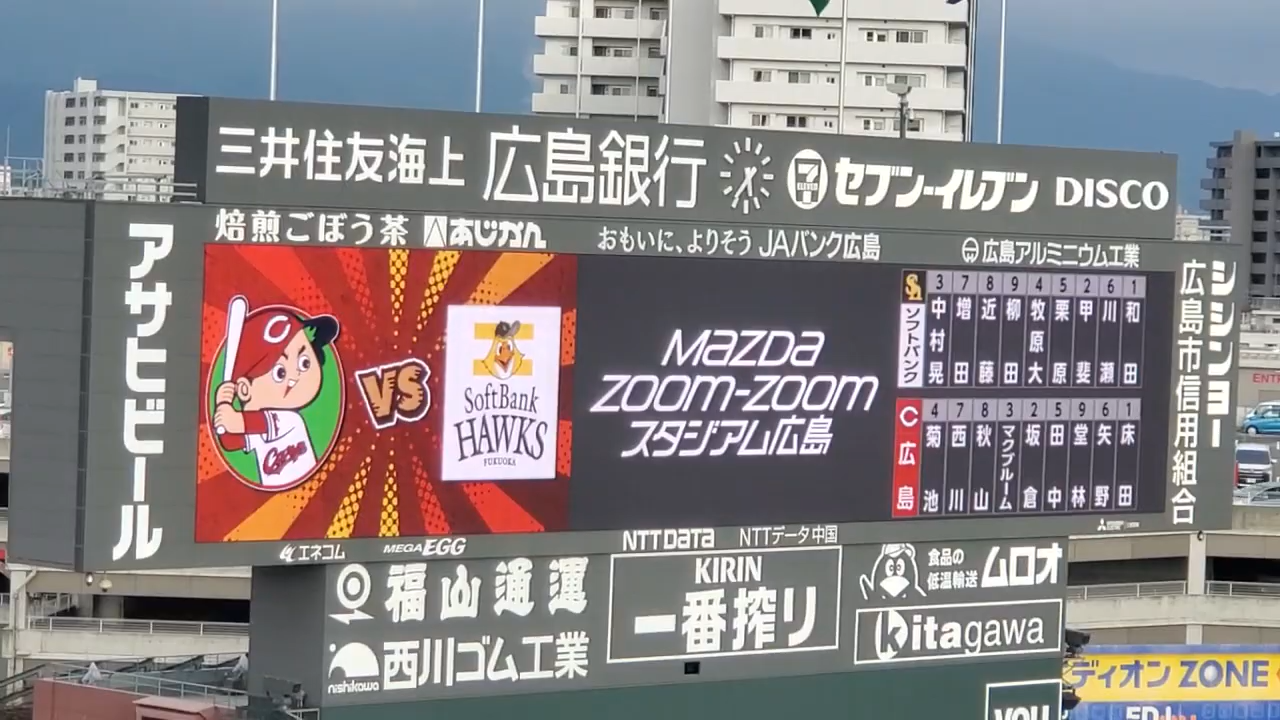 三井住友海上 広島銀行 7 ELEVEN セブン-イレブン DISCO
焙煎ごぼう茶 あじかん おもいに、よりそう JAバンク広島 広島アルミニウム工業
アサヒビール
シシンヨー
広島市信用組合
C
Carp
VS
SoftBank
HAWKS
FUKUOKA
mazDa
zoom-zoom
スタジアム広島
ソフトバンク
3 7 8 9 4 5 2 6 1
中村晃 増田 近藤 柳田 牧原大 栗原 甲斐 川瀬 和田
C 広島
4 7 8 3 2 5 9 6 1
菊池 西川 秋山 マクブルーム 坂倉 田中 堂林 矢野 床田
エネコム MEGA EGG NTT DATA NTTデータ中国
福山通運
nishikawa 西川ゴム工業
KIRIN
一番搾り
食品の
低温輸送 ムロオ
kitagawa
ディオン ZONE
YOU